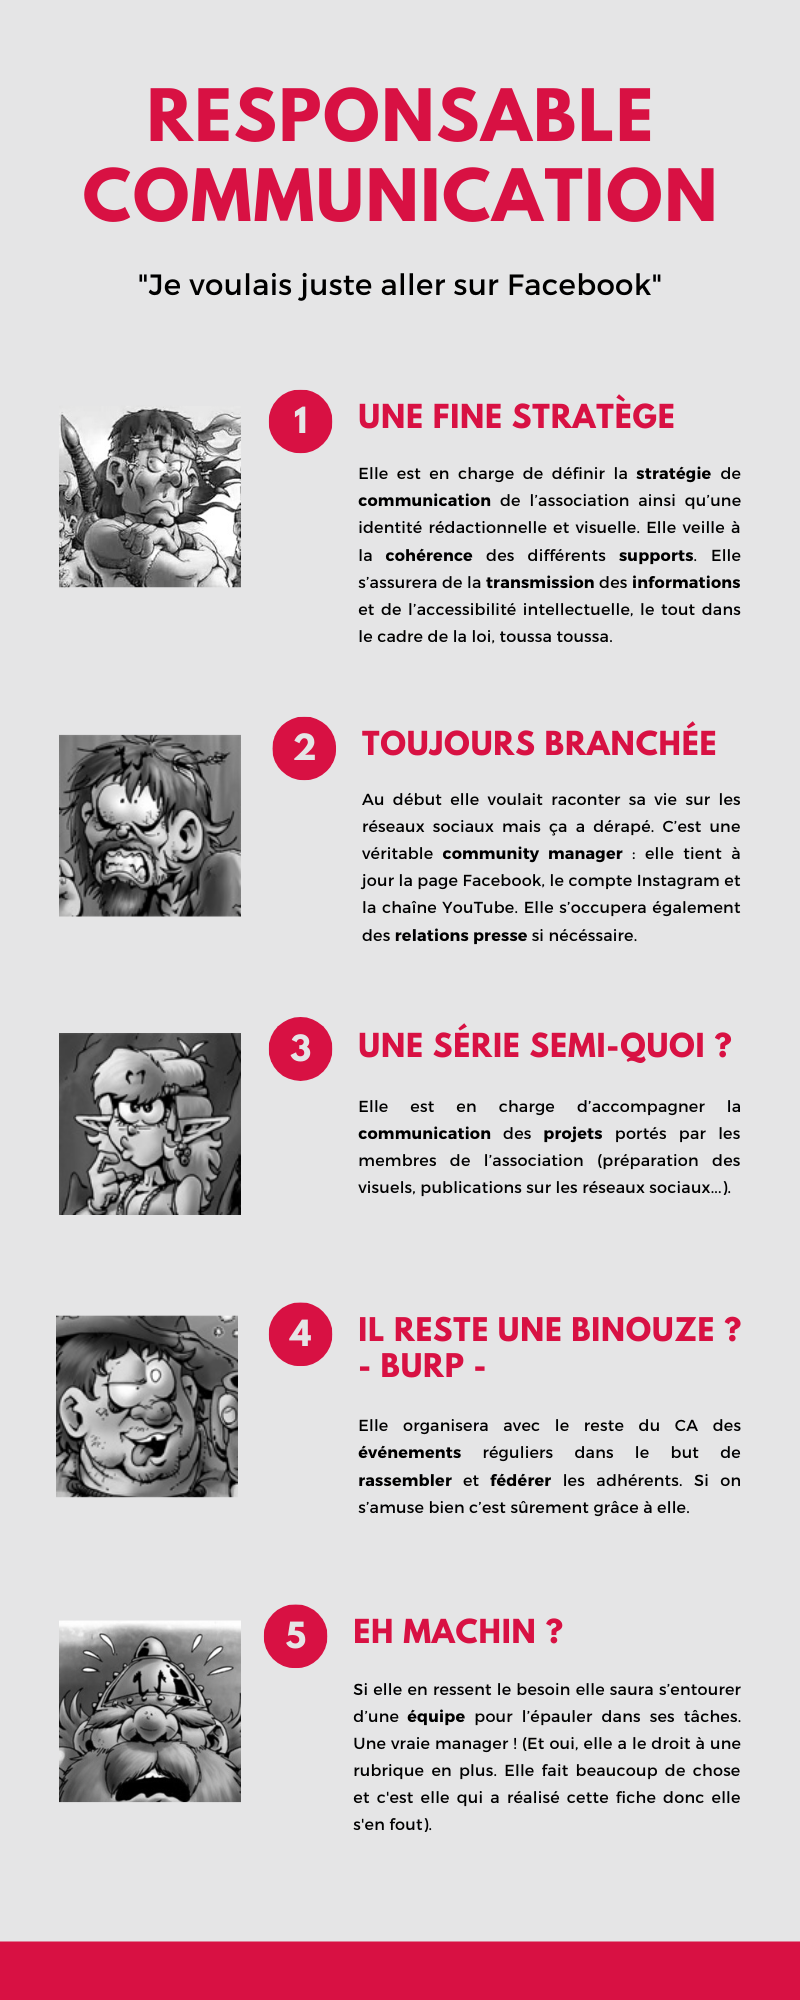 RESPONSABLE
COMMUNICATION
"Je voulais juste aller sur Facebook"
1
UNE FINE STRATÈGE
Elle est en charge de définir la stratégie de
communication de l'association ainsi qu'une
identité rédactionnelle et visuelle. Elle veille à
la cohérence des différents supports. Elle
s'assurera de la transmission des informations
et de l'accessibilité intellectuelle, le tout dans
le cadre de la loi, toussa toussa.
2
TOUJOURS BRANCHÉE
Au début elle voulait raconter sa vie sur les
réseaux sociaux mais ça a dérapé. C'est une
véritable community manager : elle tient à
jour la page Facebook, le compte Instagram et
la chaîne YouTube. Elle s'occupera également
des relations presse si nécéssaire.
3
UNE SÉRIE SEMI-QUOI ?
Elle est en charge d'accompagner la
communication des projets portés par les
membres de l'association (préparation des
visuels, publications sur les réseaux sociaux...).
4
IL RESTE UNE BINOUZE ?
- BURP -
Elle organisera avec le reste du CA des
événements réguliers dans le but de
rassembler et fédérer les adhérents. Si on
s'amuse bien c'est sûrement grâce à elle.
5
EH MACHIN ?
Si elle en ressent le besoin elle saura s'entourer
d'une équipe pour l'épauler dans ses tâches.
Une vraie manager ! (Et oui, elle a le droit à une
rubrique en plus. Elle fait beaucoup de chose
et c'est elle qui a réalisé cette fiche donc elle
s'en fout).